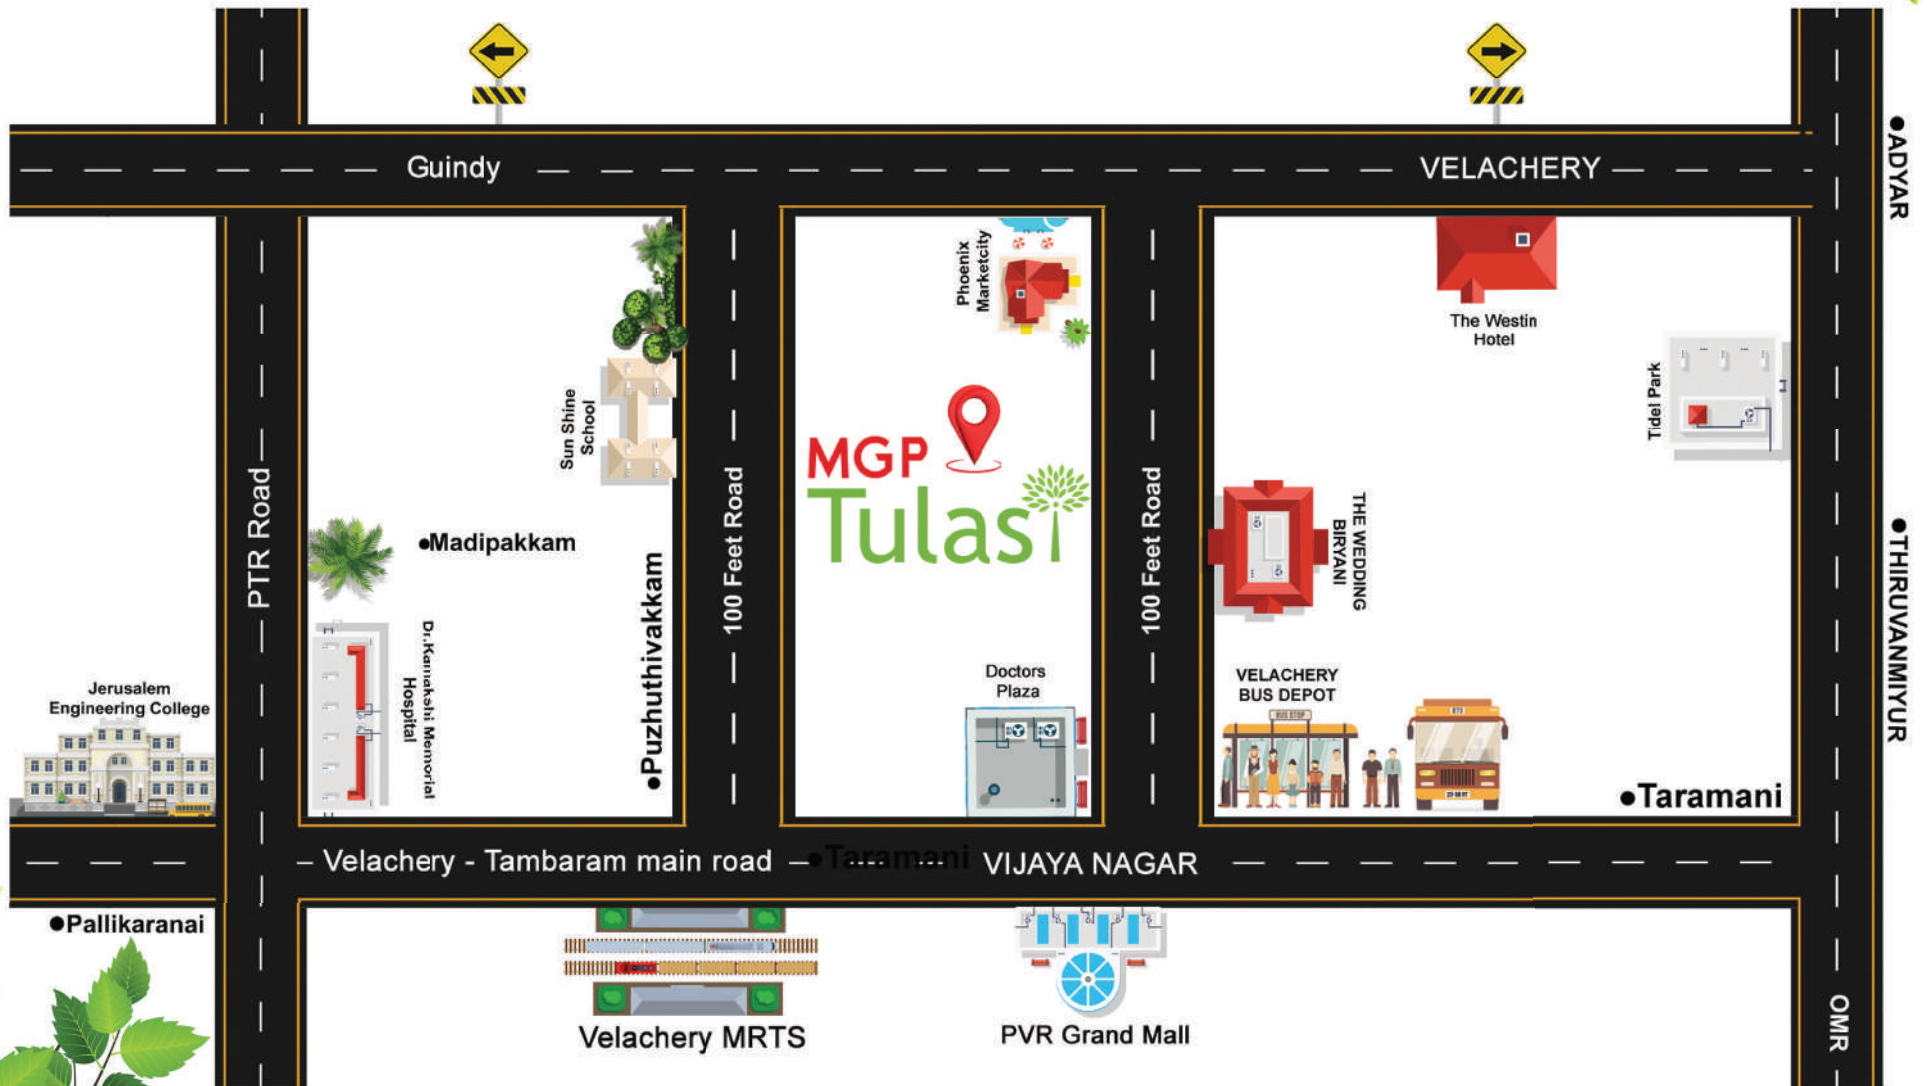 Guindy
VELACHERY
ADYAR
Phoenix
Marketcity
The Westin
Hotel
Tidel Park
Sun Shine
School
MGP
Tulasi
PTR Road
Madipakkam
100 Feet Road
100 Feet Road
THE WEDDING
BIRYANI
THIRUVANMIYUR
Puzhuthivakkam
Dr.Kamakshi Memorial
Hospital
Jerusalem
Engineering College
Doctors
Plaza
VELACHERY
BUS DEPOT
BUS STOP
Taramani
Velachery - Tambaram main road
Taramani
VIJAYA NAGAR
Pallikaranai
Velachery MRTS
PVR Grand Mall
OMR